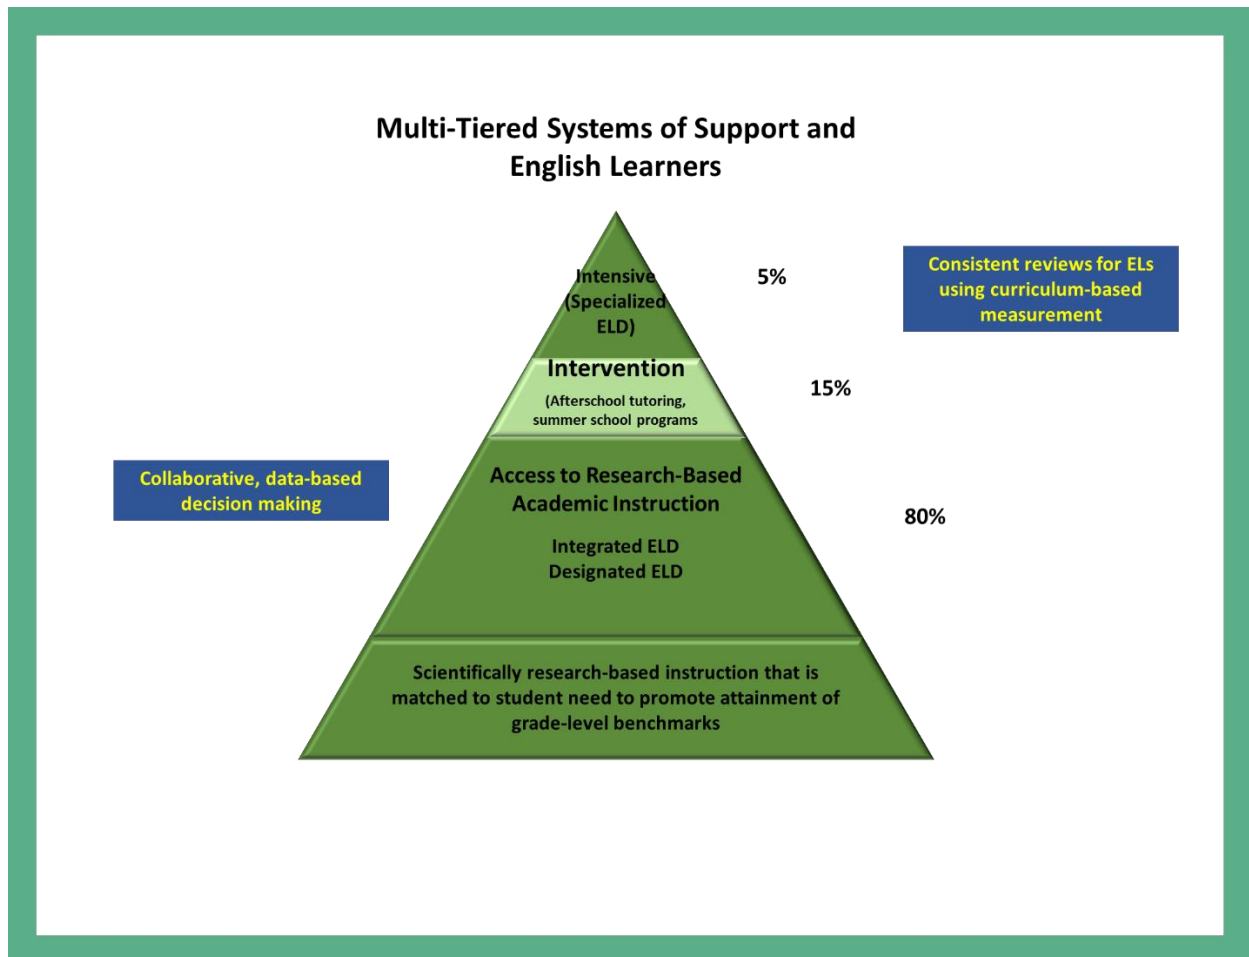 Multi-Tiered Systems of Support and
English Learners
Intensive
(Specialized
ELD)
5%
Consistent reviews for ELs
using curriculum-based
measurement
Intervention
(Afterschool tutoring,
summer school programs
15%
Collaborative, data-based
decision making
Access to Research-Based
Academic Instruction
Integrated ELD
Designated ELD
80%
Scientifically research-based instruction that is
matched to student need to promote attainment of
grade-level benchmarks